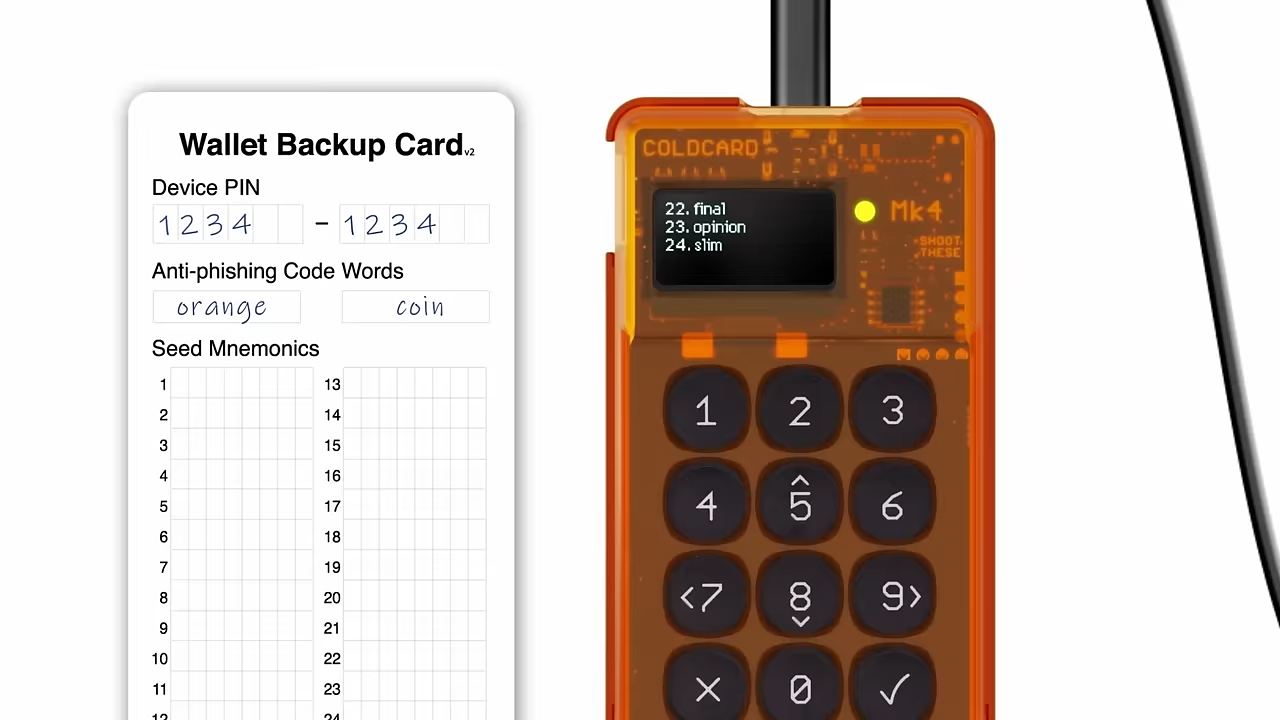 Wallet Backup Card v2
Device PIN
1234 - 1234
Anti-phishing Code Words
orange coin
Seed Mnemonics
1 13
2 14
3 15
4 16
5 17
6 18
7 19
8 20
9 21
10 22
11 23
12 24
COLDCARD
22. final
23. opinion
24. slim
Mk4
SHOOT
THESE
1 2 3
4 5 6
<7 8 9>
X 0 ✓